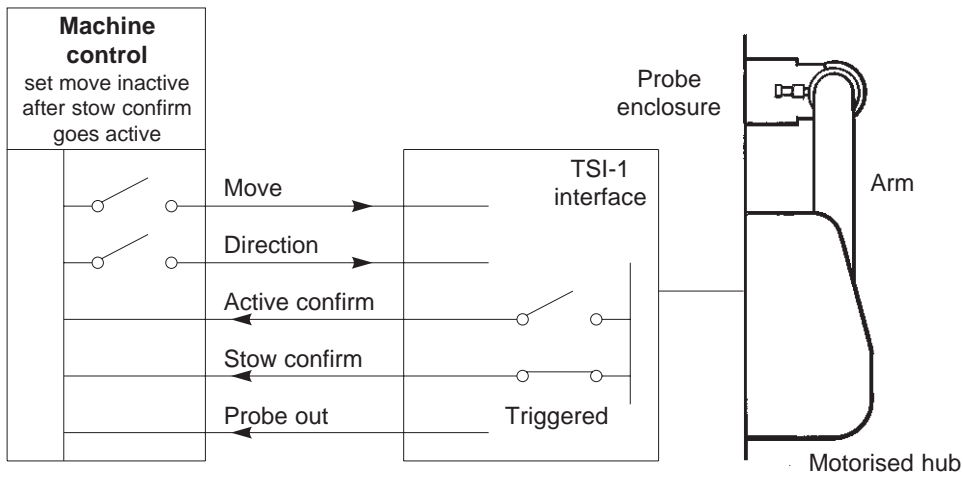 Machine
control
set move inactive
after stow confirm
goes active
Probe
enclosure
TSI-1
interface
Arm
Move
Direction
Active confirm
Stow confirm
Probe out
Triggered
Motorised hub